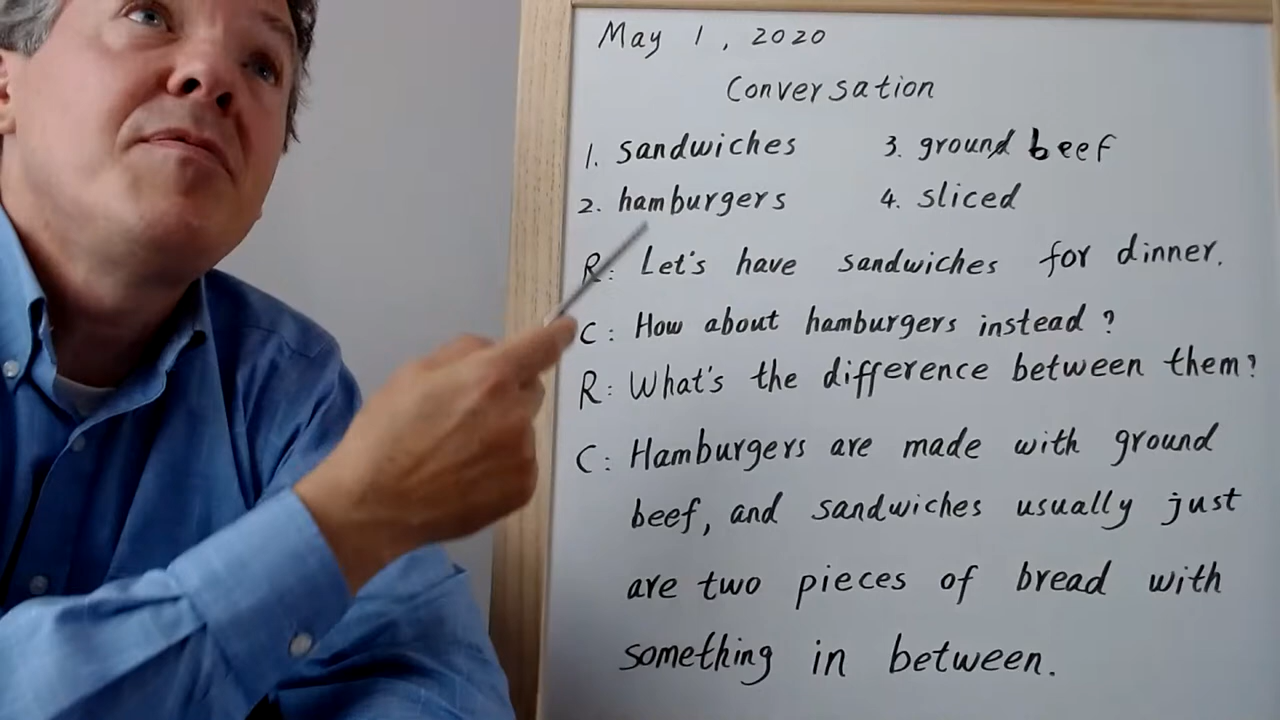 May 1, 2020
Conversation
1. sandwiches 3. ground beef
2. hamburgers 4. sliced
R: Let's have sandwiches for dinner.
C: How about hamburgers instead?
R: What's the difference between them?
C: Hamburgers are made with ground
beef, and sandwiches usually just
are two pieces of bread with
something in between.